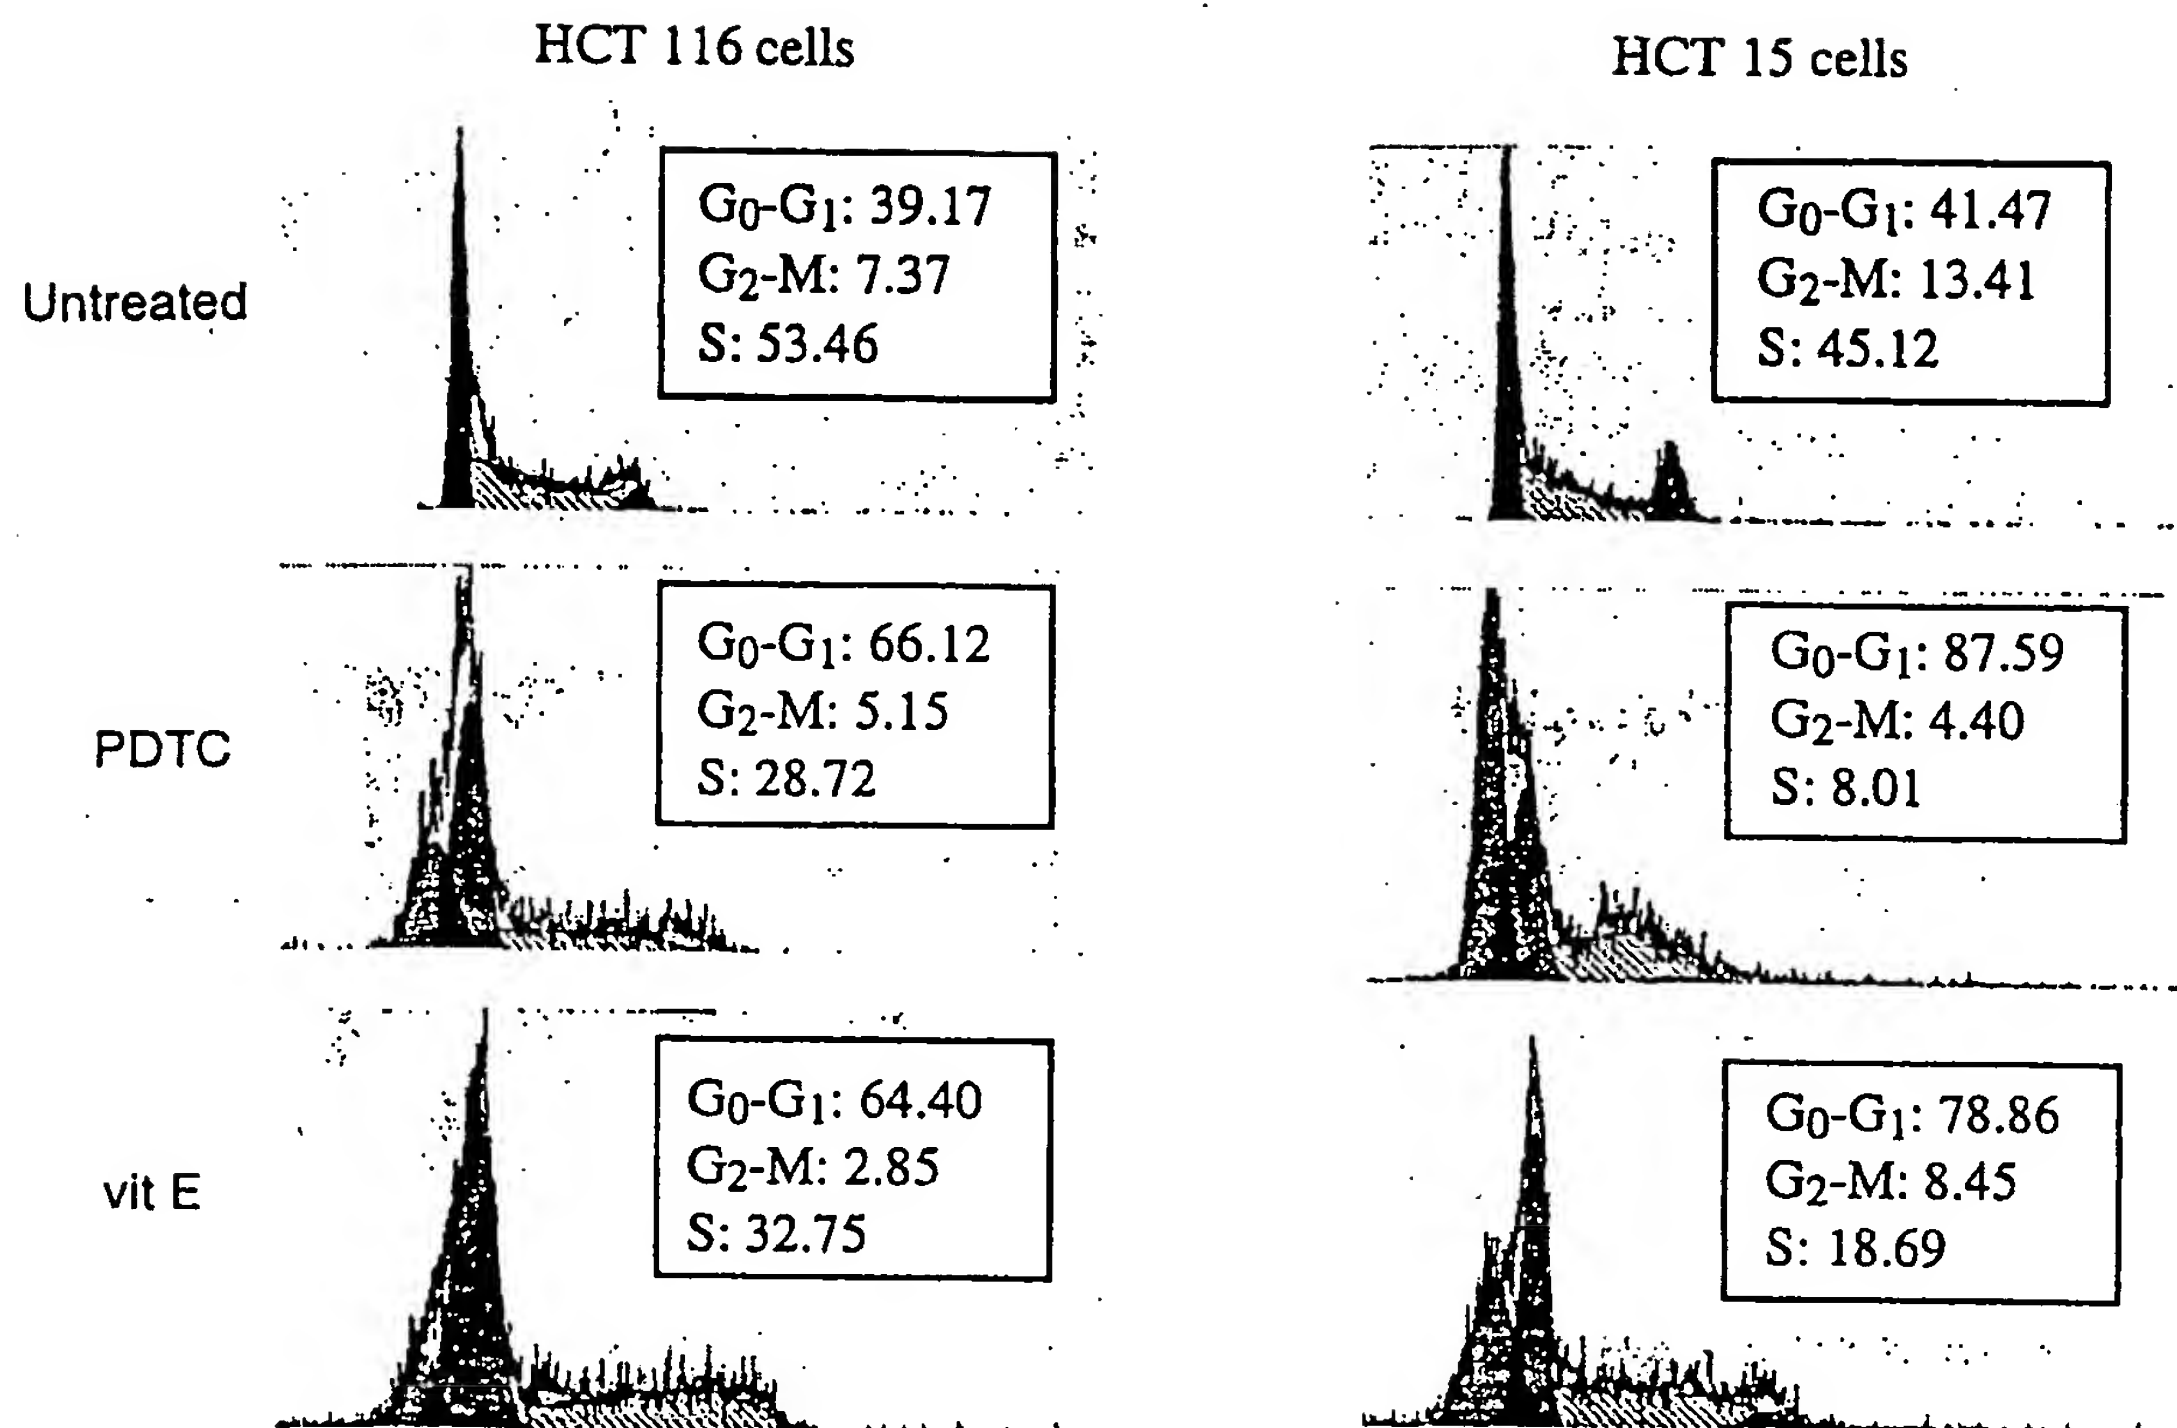 HCT 116 cells
HCT 15 cells
Untreated
G0-G1: 39.17
G2-M: 7.37
S: 53.46
G0-G1: 41.47
G2-M: 13.41
S: 45.12
PDTC
G0-G1: 66.12
G2-M: 5.15
S: 28.72
G0-G1: 87.59
G2-M: 4.40
S: 8.01
vit E
G0-G1: 64.40
G2-M: 2.85
S: 32.75
G0-G1: 78.86
G2-M: 8.45
S: 18.69